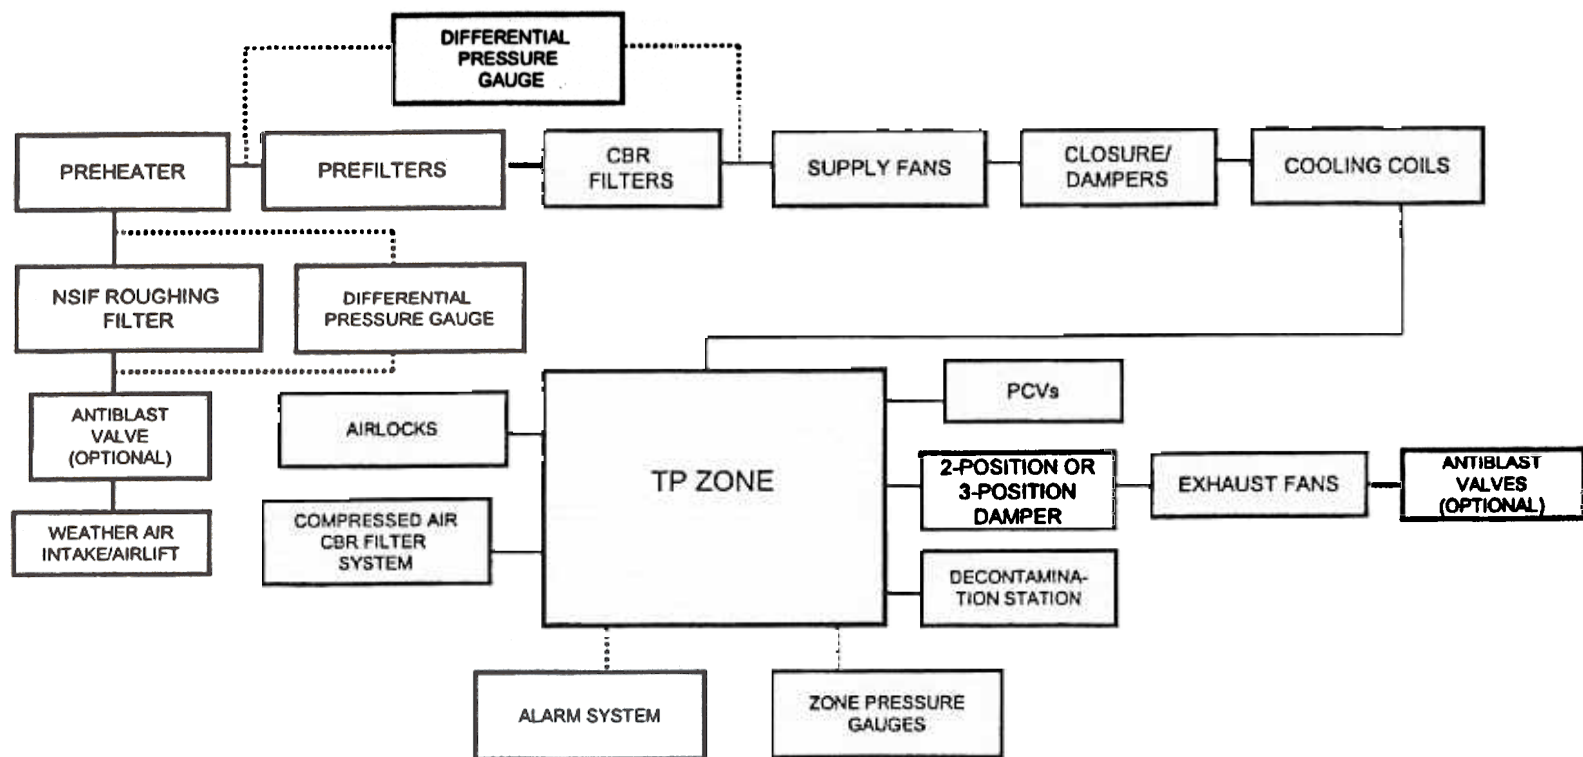 DIFFERENTIAL
PRESSURE
GAUGE
PREHEATER
PREFILTERS
CBR
FILTERS
SUPPLY FANS
CLOSURE/
DAMPERS
COOLING COILS
NSIF ROUGHING
FILTER
DIFFERENTIAL
PRESSURE GAUGE
ANTIBLAST
VALVE
(OPTIONAL)
WEATHER AIR
INTAKE/AIRLIFT
AIRLOCKS
COMPRESSED AIR
CBR FILTER
SYSTEM
TP ZONE
PCVs
2-POSITION OR
3-POSITION
DAMPER
EXHAUST FANS
ANTIBLAST
VALVES
(OPTIONAL)
DECONTAMINA-
TION STATION
ALARM SYSTEM
ZONE PRESSURE
GAUGES